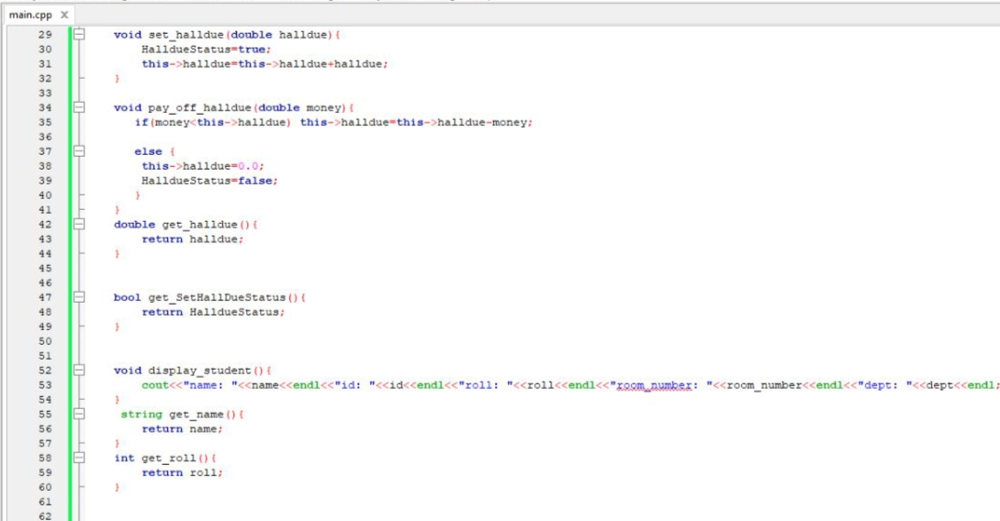 main.cpp X
29 void set_halldue(double halldue){
30 HalldueStatus=true;
31 this->halldue=this->halldue+halldue;
32 }
33
34 void pay_off_halldue(double money){
35 if(money<this->halldue) this->halldue=this->halldue-money;
36
37 else {
38 this->halldue=0.0;
39 HalldueStatus=false;
40 }
41 }
42 double get_halldue(){
43 return halldue;
44 }
45
46
47 bool get_SetHallDueStatus(){
48 return HalldueStatus;
49 }
50
51
52 void display_student(){
53 cout<<"name: "<<name<<endl<<"id: "<<id<<endl<<"roll: "<<roll<<endl<<"room_number: "<<room_number<<endl<<"dept: "<<dept<<endl;
54 }
55 string get_name(){
56 return name;
57 }
58 int get_roll(){
59 return roll;
60 }
61
62